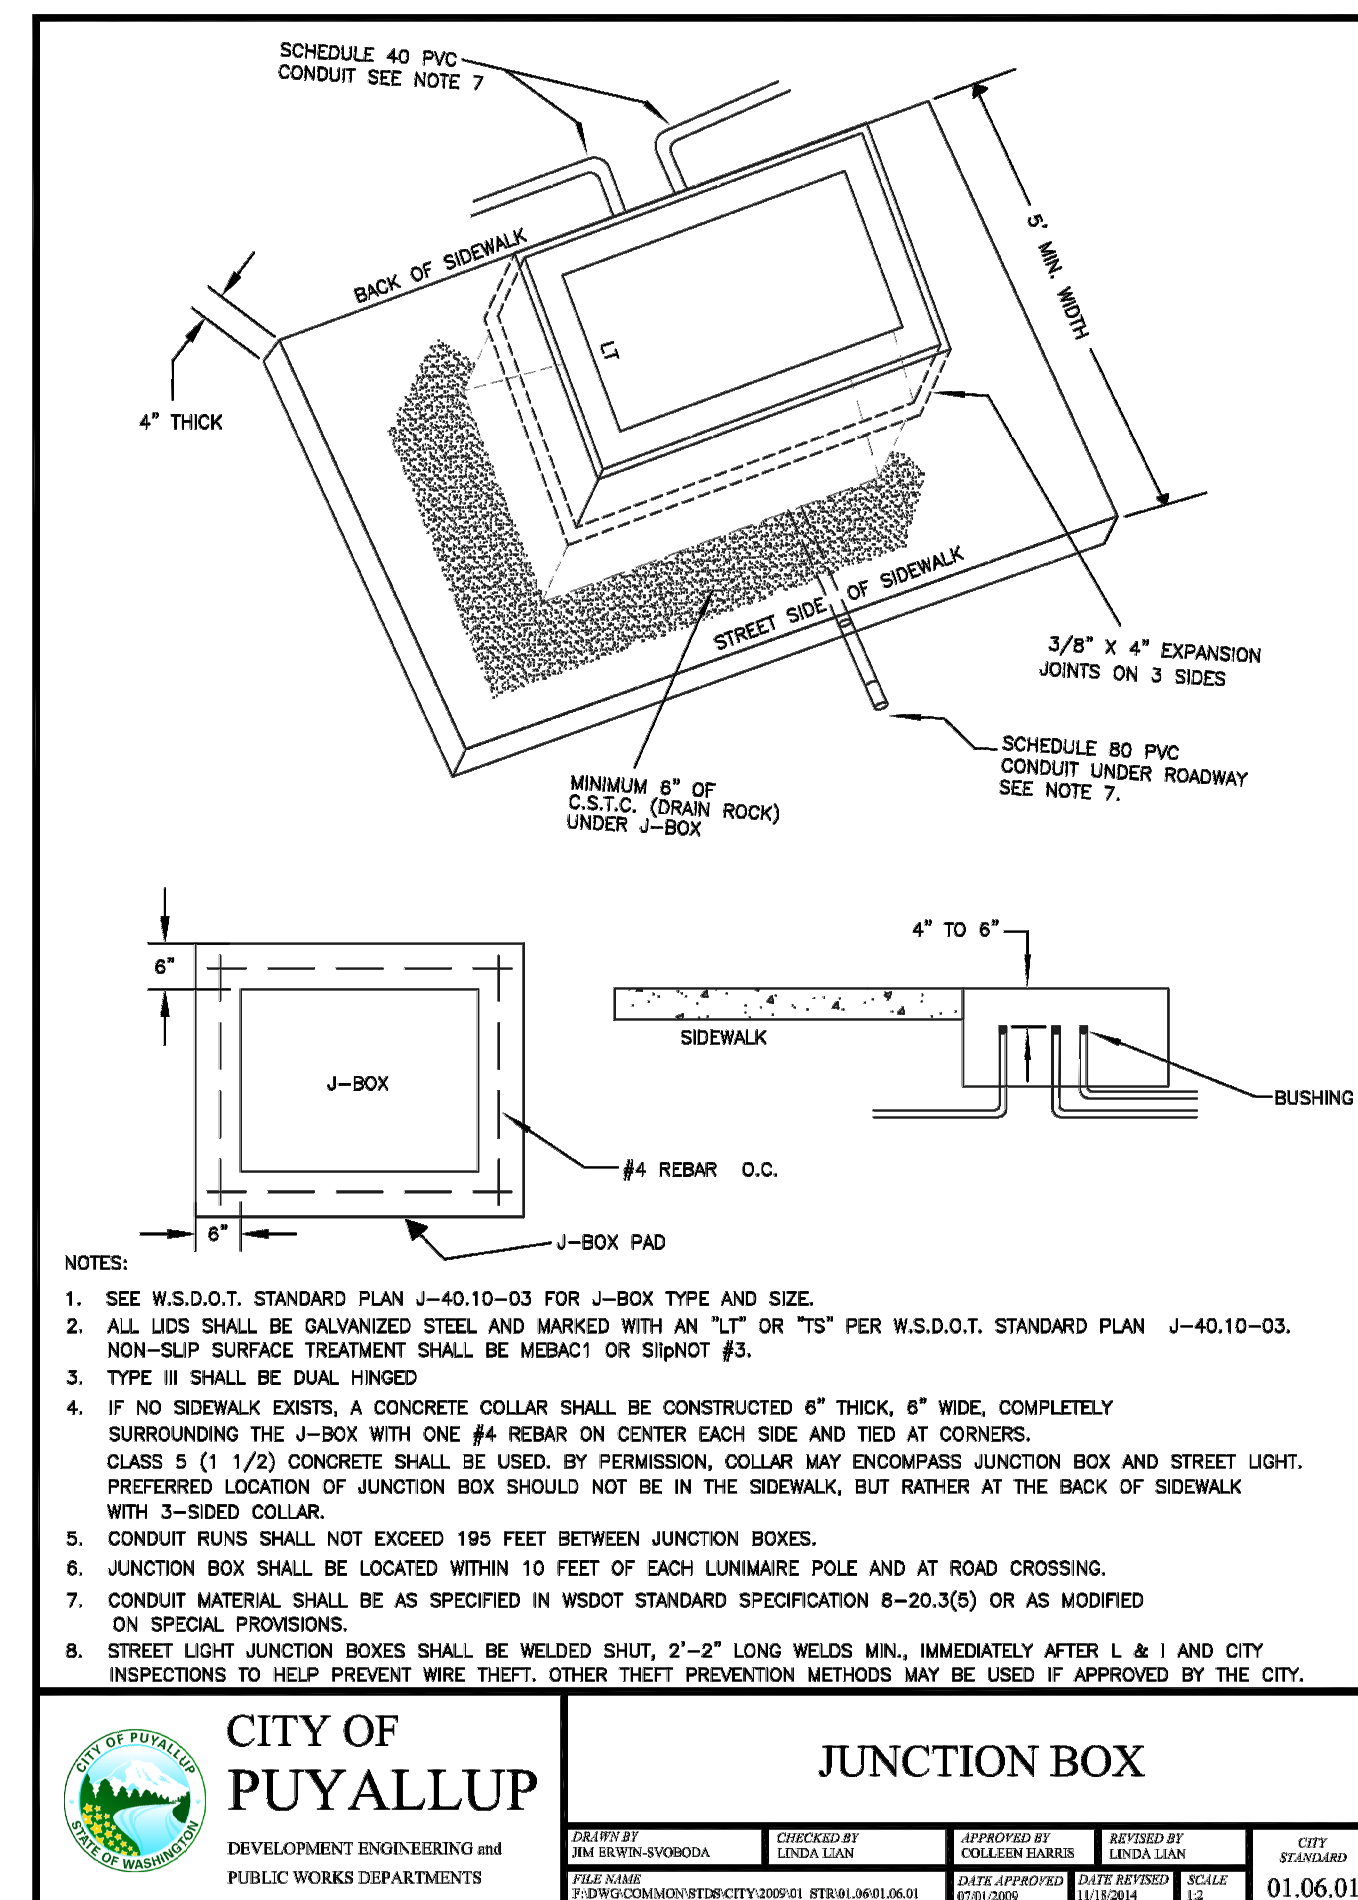 SCHEDULE 40 PVC
CONDUIT SEE NOTE 7
BACK OF SIDEWALK
5' MIN. WIDTH
LT
4" THICK
STREET SIDE OF SIDEWALK
3/8" X 4" EXPANSION
JOINTS ON 3 SIDES
SCHEDULE 80 PVC
CONDUIT UNDER ROADWAY
SEE NOTE 7.
MINIMUM 6" OF
C.S.T.C. (DRAIN ROCK)
UNDER J-BOX
4" TO 6"
6"
SIDEWALK
J-BOX
BUSHING
#4 REBAR O.C.
6"
J-BOX PAD
NOTES:
1. SEE W.S.D.O.T. STANDARD PLAN J-40.10-03 FOR J-BOX TYPE AND SIZE.
2. ALL LIDS SHALL BE GALVANIZED STEEL AND MARKED WITH AN "LT" OR "TS" PER W.S.D.O.T. STANDARD PLAN J-40.10-03.
NON-SLIP SURFACE TREATMENT SHALL BE MEBAC1 OR SlipNOT #3.
3. TYPE III SHALL BE DUAL HINGED
4. IF NO SIDEWALK EXISTS, A CONCRETE COLLAR SHALL BE CONSTRUCTED 6" THICK, 6" WIDE, COMPLETELY
SURROUNDING THE J-BOX WITH ONE #4 REBAR ON CENTER EACH SIDE AND TIED AT CORNERS.
CLASS 5 (1 1/2) CONCRETE SHALL BE USED. BY PERMISSION, COLLAR MAY ENCOMPASS JUNCTION BOX AND STREET LIGHT.
PREFERRED LOCATION OF JUNCTION BOX SHOULD NOT BE IN THE SIDEWALK, BUT RATHER AT THE BACK OF SIDEWALK
WITH 3-SIDED COLLAR.
5. CONDUIT RUNS SHALL NOT EXCEED 195 FEET BETWEEN JUNCTION BOXES.
6. JUNCTION BOX SHALL BE LOCATED WITHIN 10 FEET OF EACH LUNIMAIRE POLE AND AT ROAD CROSSING.
7. CONDUIT MATERIAL SHALL BE AS SPECIFIED IN WSDOT STANDARD SPECIFICATION 8-20.3(5) OR AS MODIFIED
ON SPECIAL PROVISIONS.
8. STREET LIGHT JUNCTION BOXES SHALL BE WELDED SHUT, 2'-2" LONG WELDS MIN., IMMEDIATELY AFTER L & I AND CITY
INSPECTIONS TO HELP PREVENT WIRE THEFT. OTHER THEFT PREVENTION METHODS MAY BE USED IF APPROVED BY THE CITY.
CITY OF PUYALLUP
STATE OF WASHINGTON
CITY OF
PUYALLUP
DEVELOPMENT ENGINEERING and
PUBLIC WORKS DEPARTMENTS
JUNCTION BOX
DRAWN BY
JIM ERWIN-SVOBODA
CHECKED BY
LINDA LIAN
APPROVED BY
COLLEEN HARRIS
REVISED BY
LINDA LIAN
CITY
STANDARD
01.06.01
FILE NAME
F:\DWG\COMMON\STDS\CITY\2009\01_STR\01.06\01.06.01
DATE APPROVED
07/01/2009
DATE REVISED
11/18/2014
SCALE
1:2